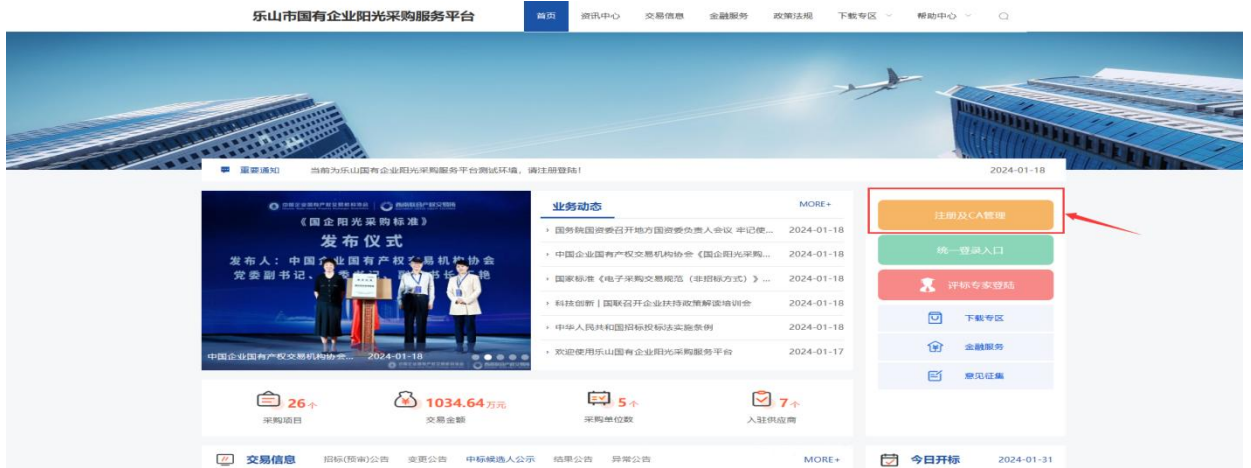 乐山市国有企业阳光采购服务平台
首页 资讯中心 交易信息 金融服务 政策法规 下载专区 帮助中心
重要通知 当前为乐山国有企业阳光采购服务平台测试环境，请注册登陆！ 2024-01-18
《国企阳光采购标准》
发布仪式
发布人：中国企业国有产权交易机构协会
党委副书记、
中国企业国有产权交易机构协会... 2024-01-18
业务动态 MORE+
国务院国资委召开地方国资委负责人会议 牢记使... 2024-01-18
中国企业国有产权交易机构协会《国企阳光采购... 2024-01-18
国家标准《电子采购交易规范（非招标方式）》... 2024-01-18
科技创新 | 国联召开企业扶持政策解读培训会 2024-01-18
中华人民共和国招标投标法实施条例 2024-01-18
欢迎使用乐山国有企业阳光采购服务平台 2024-01-17
注册及CA管理
统一登录入口
评标专家登陆
下载专区
金融服务
意见征集
26个
采购项目
1034.64万元
交易金额
5个
采购单位数
7个
入驻供应商
交易信息 招标(预审)公告 变更公告 中标候选人公示 结果公告 异常公告 MORE+
今日开标 2024-01-31